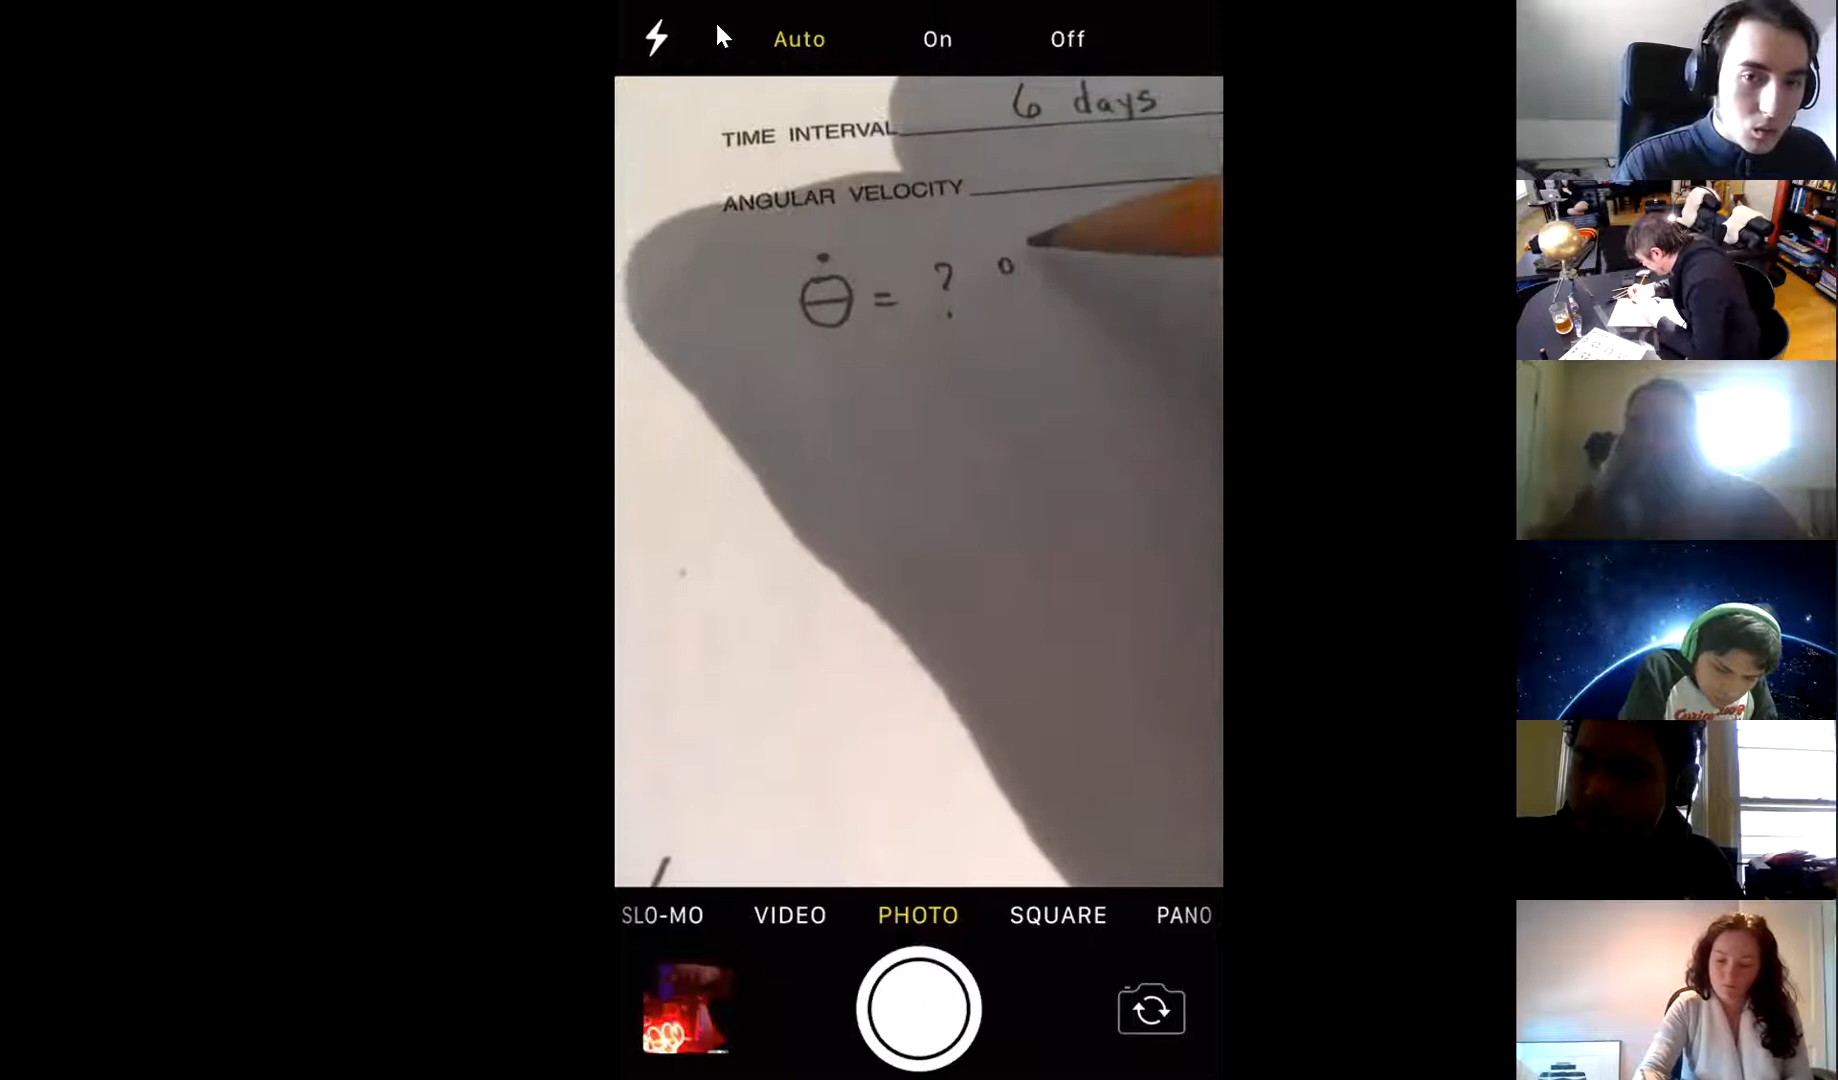 Auto On Off
6 days
TIME INTERVAL
ANGULAR VELOCITY
θ̇ = ? °
SLO-MO VIDEO PHOTO SQUARE PANO